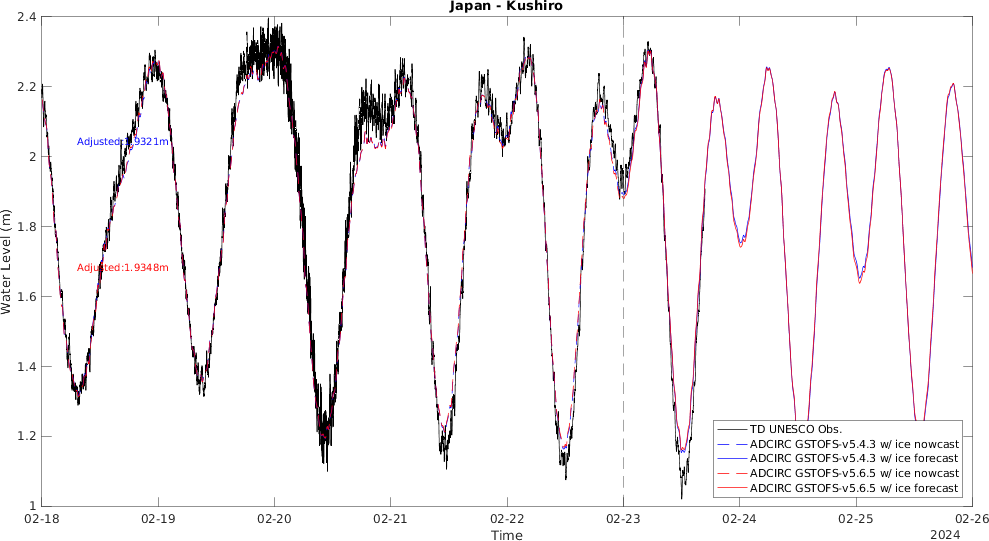 Japan - Kushiro
2.4
2.2
2
1.8
1.6
1.4
1.2
1
Water Level (m)
Adjusted:1.9321m
Adjusted:1.9348m
TD UNESCO Obs.
ADCIRC GSTOFS-v5.4.3 w/ ice nowcast
ADCIRC GSTOFS-v5.4.3 w/ ice forecast
ADCIRC GSTOFS-v5.6.5 w/ ice nowcast
ADCIRC GSTOFS-v5.6.5 w/ ice forecast
02-18
02-19
02-20
02-21
02-22
02-23
02-24
02-25
02-26
Time
2024